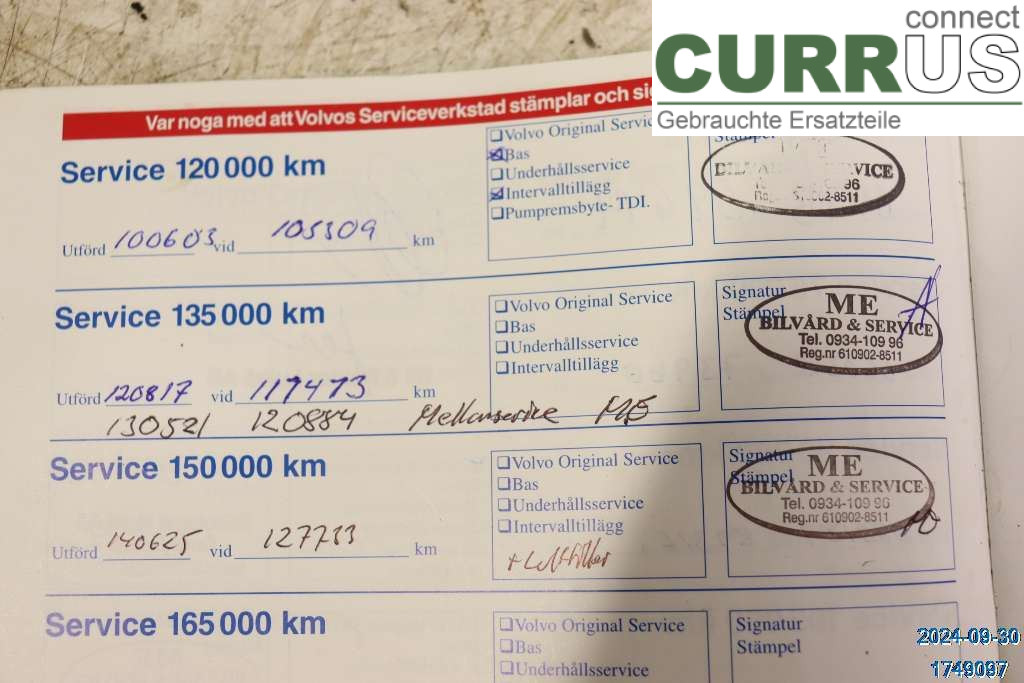 connect
CURRUS
Gebrauchte Ersatzteile
Var noga med att Volvos Serviceverkstad stämplar och
Service 120 000 km
Utförd 100603 vid 105309 km
❑Volvo Original
❑Bas
❑Underhållsservice
❑Intervalltillägg
❑Pumpremsbyte- TDI.
Stämpel
VICE
96
8511
Service 135 000 km
Utförd 120817 vid 117473 km
130521 120884 Mellanservice ME
❑Volvo Original Service
❑Bas
❑Underhållsservice
❑Intervalltillägg
Signatur
Stämpel
ME
BILVÅRD & SERVICE
Tel. 0934-109 96
Reg.nr 610902-8511
Service 150 000 km
Utförd 140625 vid 127733 km
❑Volvo Original Service
❑Bas
❑Underhållsservice
❑Intervalltillägg
+ Luftfilter
Signatur
Stämpel
ME
BILVÅRD & SERVICE
Tel. 0934-109 96
Reg.nr 610902-8511
Service 165 000 km
❑Volvo Original Service
❑Bas
❑Underhållsservice
Signatur
Stämpel
2024-09-30
1749097